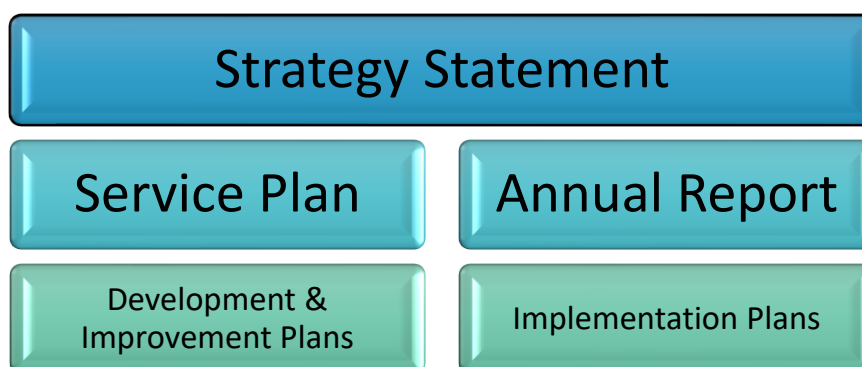 Strategy Statement
Service Plan
Annual Report
Development &
Improvement Plans
Implementation Plans